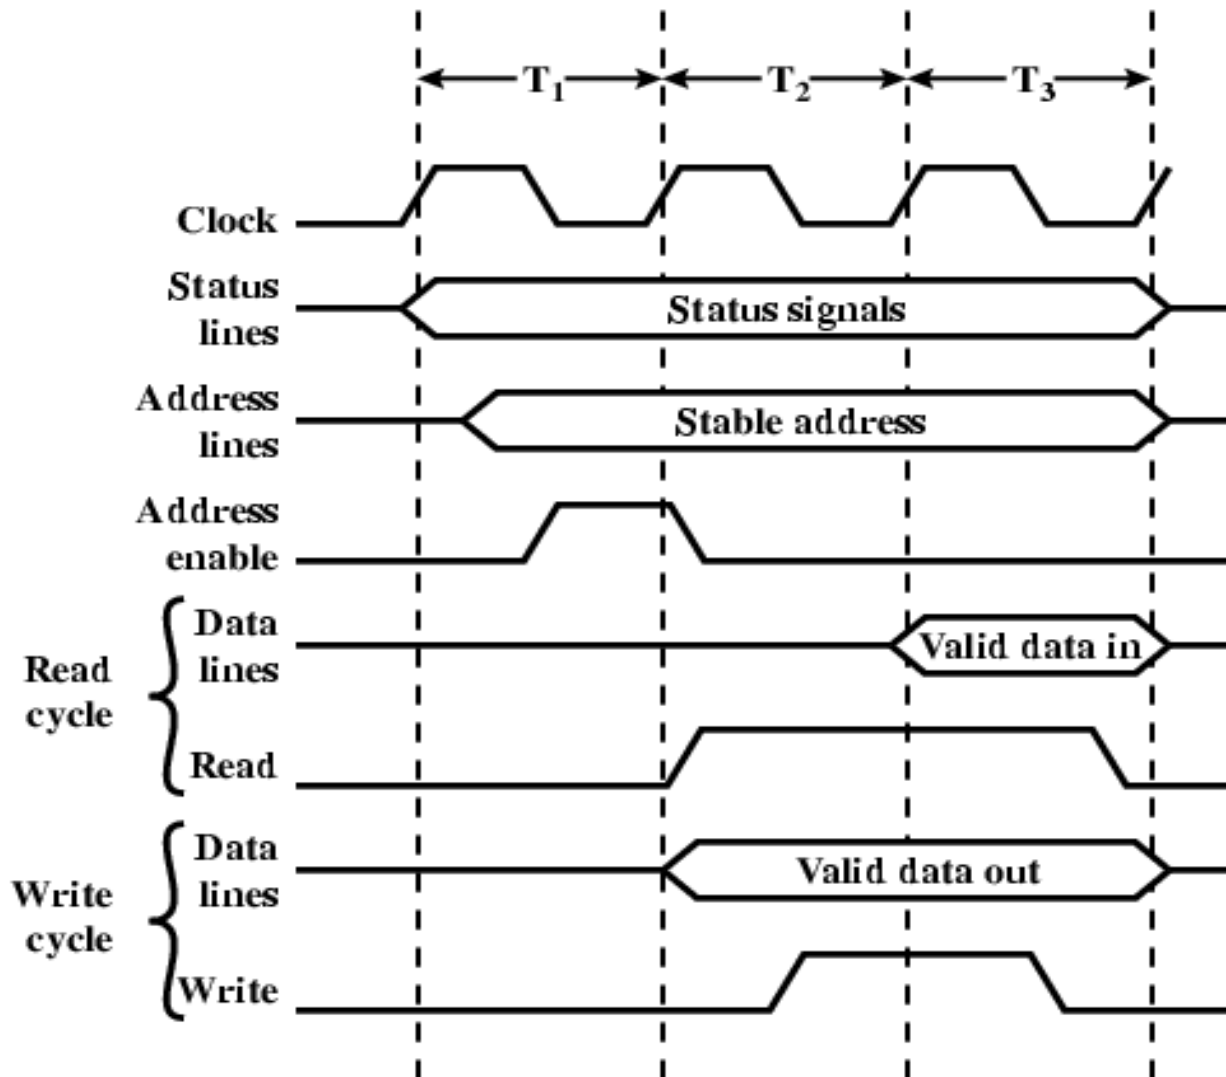 T1 T2 T3
Clock
Status
lines
Status signals
Address
lines
Stable address
Address
enable
Read
cycle
Data
lines
Valid data in
Read
Write
cycle
Data
lines
Valid data out
Write